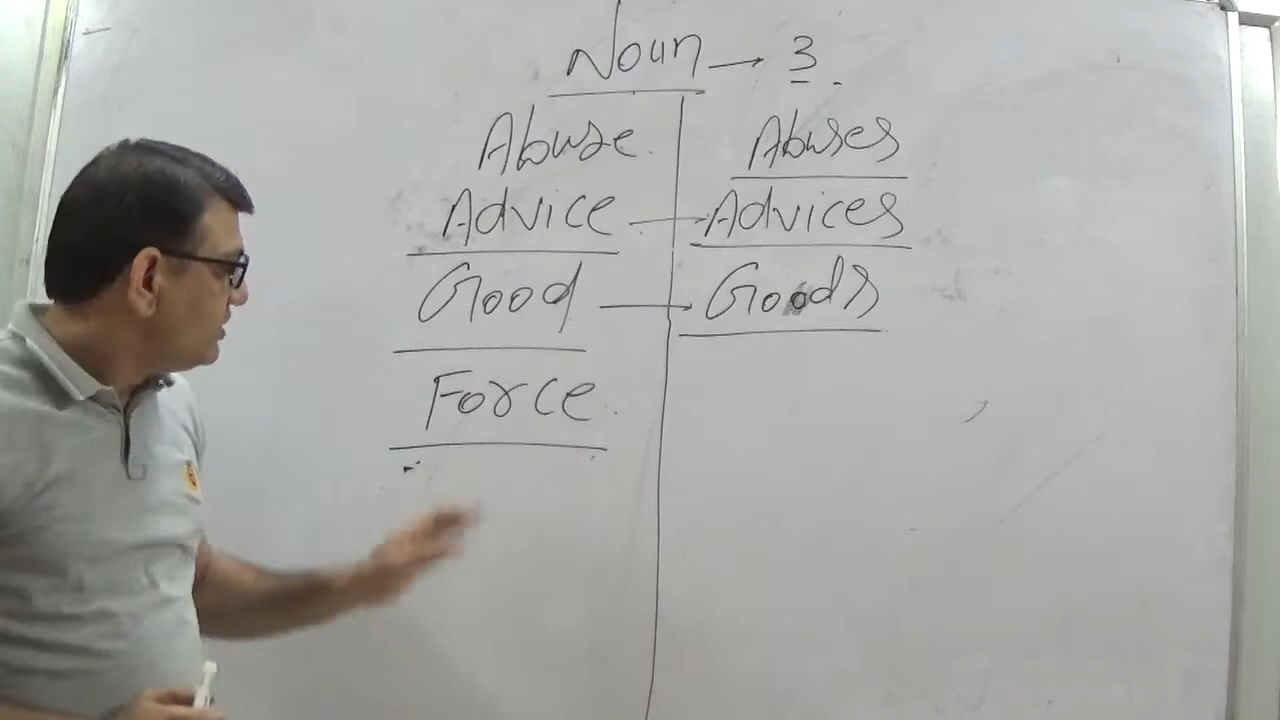 Noun → 3.
Abuse. Abuses
Advice → Advices
Good → Goods
Force.